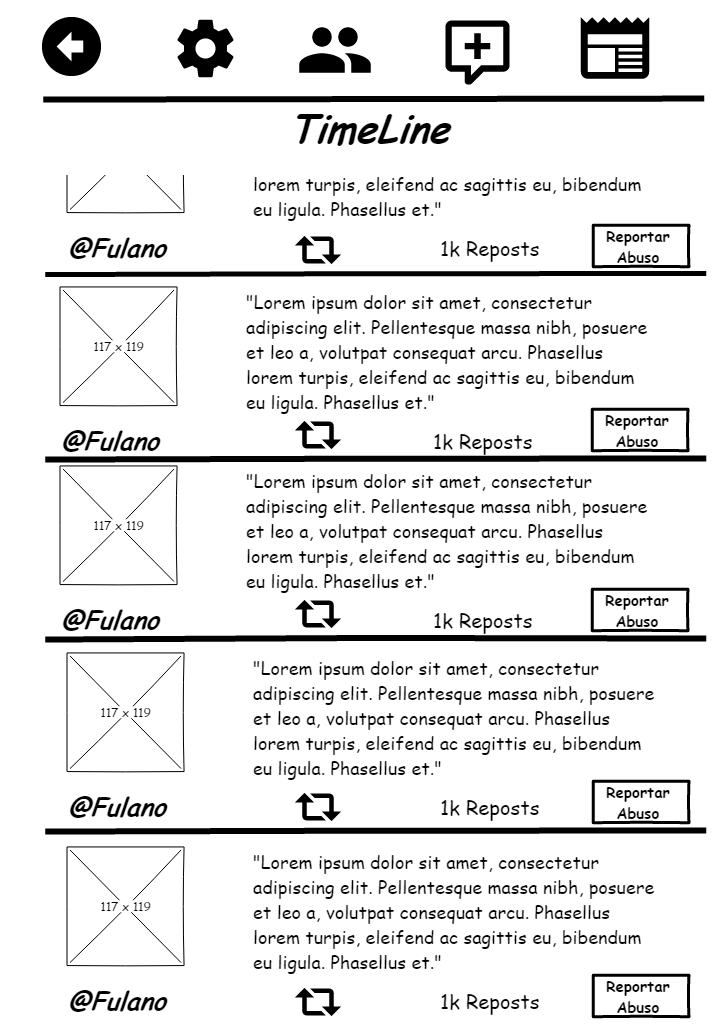 TimeLine
lorem turpis, eleifend ac sagittis eu, bibendum
eu ligula. Phasellus et."
@Fulano
1k Reposts
Reportar
Abuso
"Lorem ipsum dolor sit amet, consectetur
adipiscing elit. Pellentesque massa nibh, posuere
et leo a, volutpat consequat arcu. Phasellus
lorem turpis, eleifend ac sagittis eu, bibendum
eu ligula. Phasellus et."
117 x 119
@Fulano
1k Reposts
Reportar
Abuso
"Lorem ipsum dolor sit amet, consectetur
adipiscing elit. Pellentesque massa nibh, posuere
et leo a, volutpat consequat arcu. Phasellus
lorem turpis, eleifend ac sagittis eu, bibendum
eu ligula. Phasellus et."
117 x 119
@Fulano
1k Reposts
Reportar
Abuso
"Lorem ipsum dolor sit amet, consectetur
adipiscing elit. Pellentesque massa nibh, posuere
et leo a, volutpat consequat arcu. Phasellus
lorem turpis, eleifend ac sagittis eu, bibendum
eu ligula. Phasellus et."
117 x 119
@Fulano
1k Reposts
Reportar
Abuso
"Lorem ipsum dolor sit amet, consectetur
adipiscing elit. Pellentesque massa nibh, posuere
et leo a, volutpat consequat arcu. Phasellus
lorem turpis, eleifend ac sagittis eu, bibendum
eu ligula. Phasellus et."
117 x 119
@Fulano
1k Reposts
Reportar
Abuso